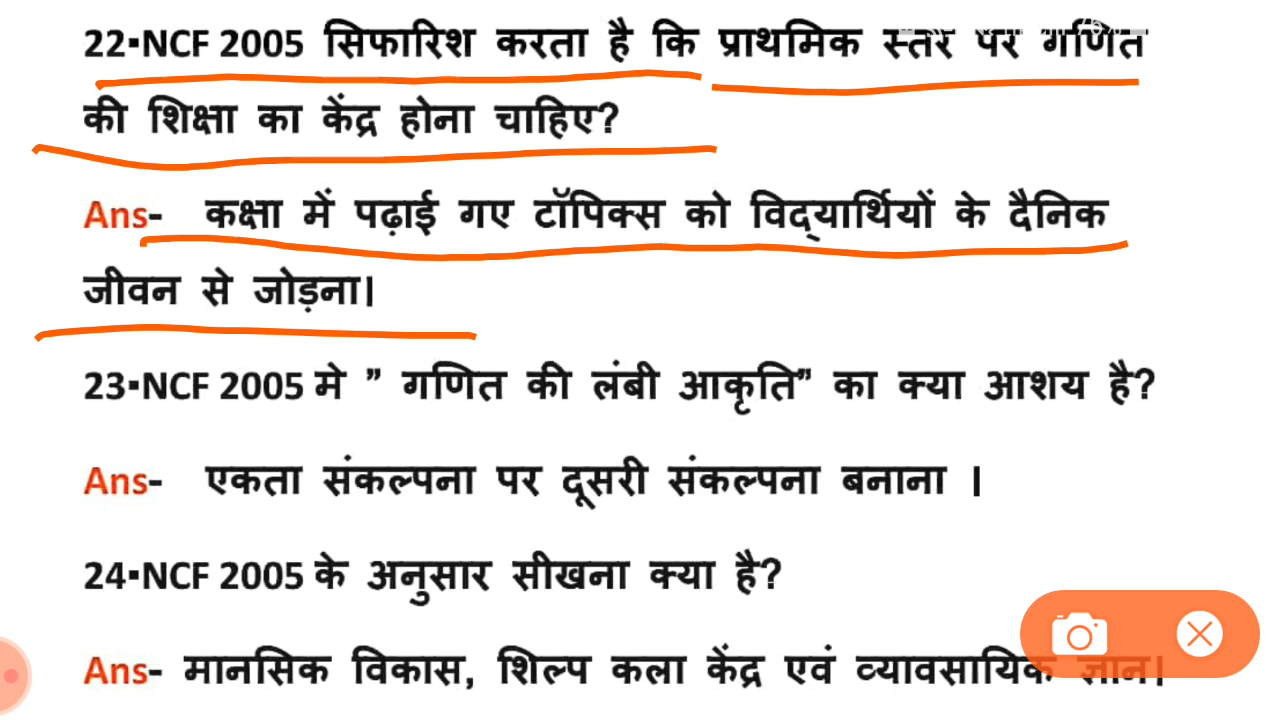 22▪NCF 2005 सिफारिश करता है कि प्राथमिक स्तर पर गणित
की शिक्षा का केंद्र होना चाहिए?
Ans- कक्षा में पढ़ाई गए टॉपिक्स को विद्यार्थियों के दैनिक
जीवन से जोड़ना।
23▪NCF 2005 मे ” गणित की लंबी आकृति” का क्या आशय है?
Ans- एकता संकल्पना पर दूसरी संकल्पना बनाना ।
24▪NCF 2005 के अनुसार सीखना क्या है?
Ans- मानसिक विकास, शिल्प कला केंद्र एवं व्यावसायिक ज्ञान।